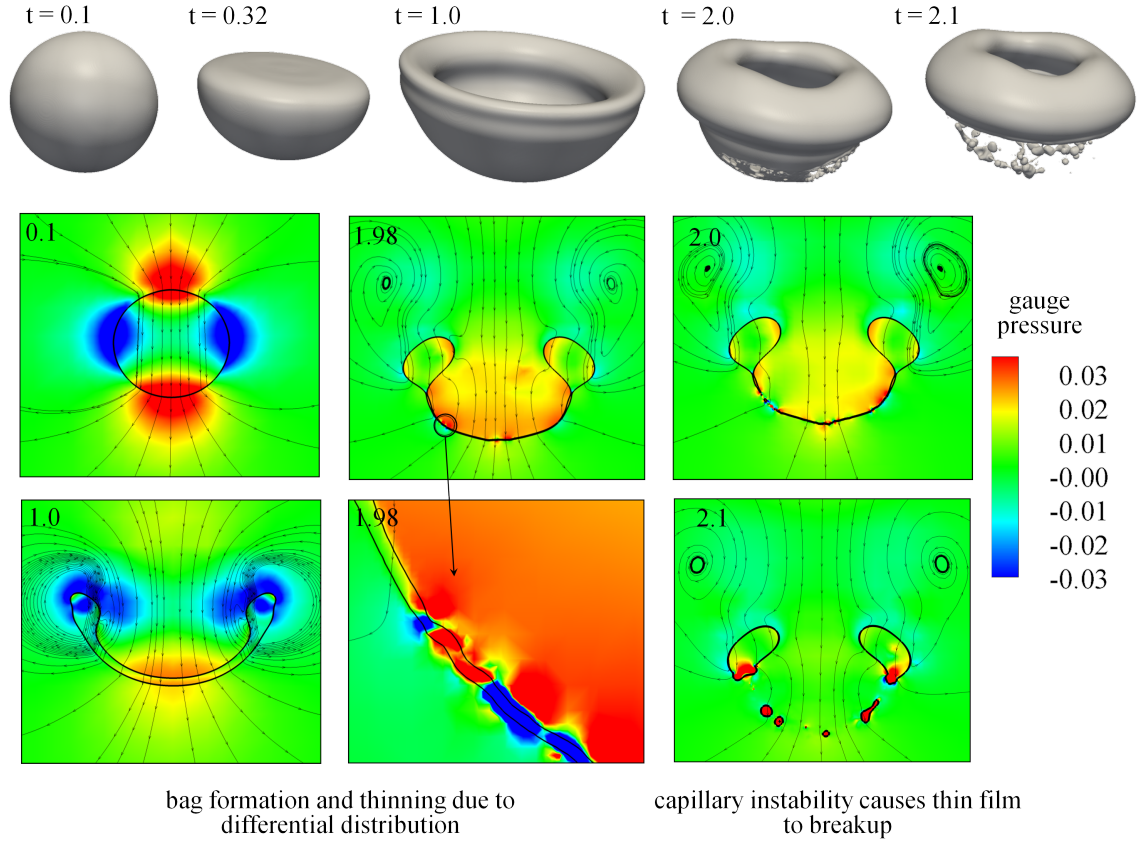 t = 0.1
t = 0.32
t = 1.0
t = 2.0
t = 2.1
0.1
1.98
2.0
gauge
pressure
0.03
0.02
0.01
-0.00
-0.01
-0.02
-0.03
1.0
1.98
2.1
bag formation and thinning due to
differential distribution
capillary instability causes thin film
to breakup